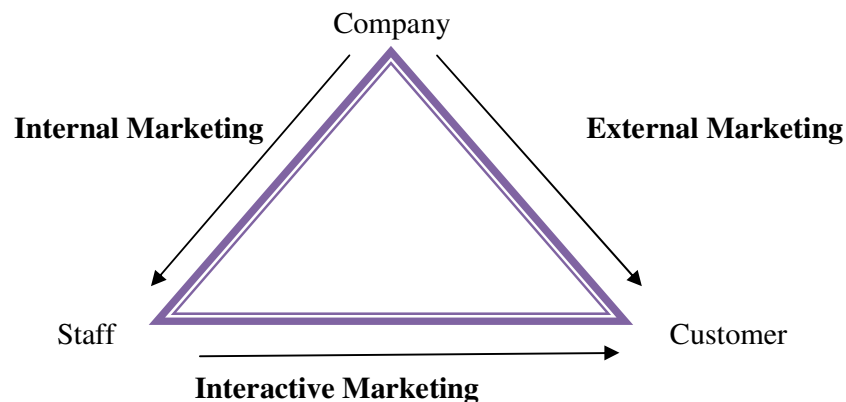 Company
Internal Marketing
External Marketing
Staff
Customer
Interactive Marketing